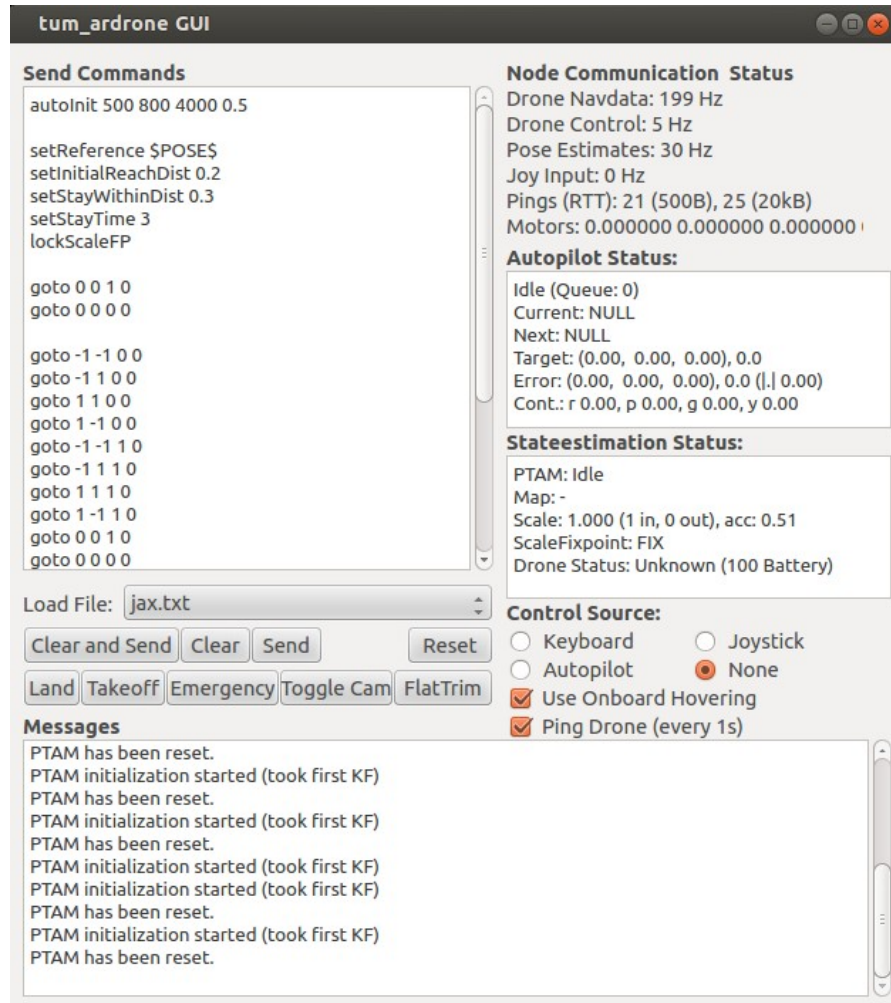 tum_ardrone GUI
Send Commands
autoInit 500 800 4000 0.5
setReference $POSE$
setInitialReachDist 0.2
setStayWithinDist 0.3
setStayTime 3
lockScaleFP
goto 0 0 1 0
goto 0 0 0 0
goto -1 -1 0 0
goto -1 1 0 0
goto 1 1 0 0
goto 1 -1 0 0
goto -1 -1 1 0
goto -1 1 1 0
goto 1 1 1 0
goto 1 -1 1 0
goto 0 0 1 0
goto 0 0 0 0
Load File: jax.txt
Clear and Send Clear Send Reset
Land Takeoff Emergency Toggle Cam FlatTrim
Node Communication Status
Drone Navdata: 199 Hz
Drone Control: 5 Hz
Pose Estimates: 30 Hz
Joy Input: 0 Hz
Pings (RTT): 21 (500B), 25 (20kB)
Motors: 0.000000 0.000000 0.000000
Autopilot Status:
Idle (Queue: 0)
Current: NULL
Next: NULL
Target: (0.00, 0.00, 0.00), 0.0
Error: (0.00, 0.00, 0.00), 0.0 (|.| 0.00)
Cont.: r 0.00, p 0.00, g 0.00, y 0.00
Stateestimation Status:
PTAM: Idle
Map: -
Scale: 1.000 (1 in, 0 out), acc: 0.51
ScaleFixpoint: FIX
Drone Status: Unknown (100 Battery)
Control Source:
Keyboard Joystick
Autopilot None
Use Onboard Hovering
Ping Drone (every 1s)
Messages
PTAM has been reset.
PTAM initialization started (took first KF)
PTAM has been reset.
PTAM initialization started (took first KF)
PTAM has been reset.
PTAM initialization started (took first KF)
PTAM initialization started (took first KF)
PTAM has been reset.
PTAM initialization started (took first KF)
PTAM has been reset.